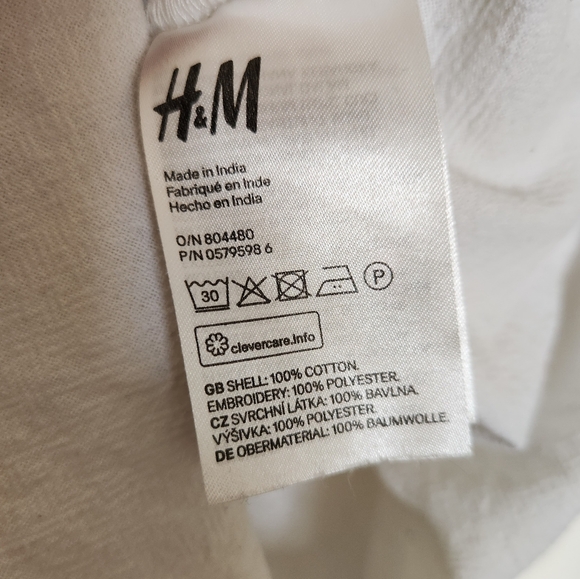 H&M
Made in India
Fabriqué en Inde
Hecho en India
O/N 804480
P/N 0579598 6
30 P
clevercare.info
GB SHELL: 100% COTTON.
EMBROIDERY: 100% POLYESTER.
CZ SVRCHNÍ LÁTKA: 100% BAVLNA.
VÝŠIVKA: 100% POLYESTER.
DE OBERMATERIAL: 100% BAUMWOLLE.